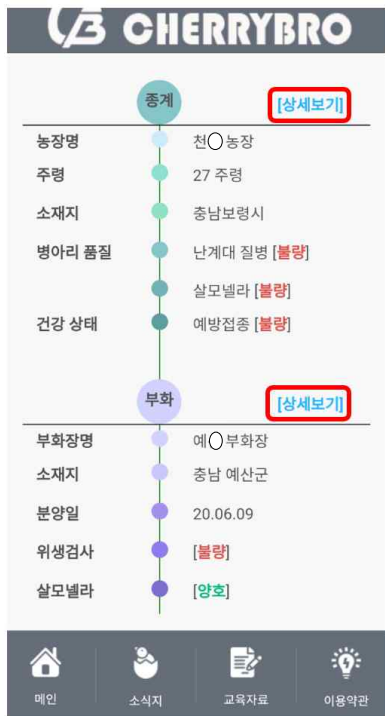 CHERRYBRO
종계
[상세보기]
농장명 천○농장
주령 27 주령
소재지 충남보령시
병아리 품질 난계대 질병 [불량]
살모넬라 [불량]
건강 상태 예방접종 [불량]
부화
[상세보기]
부화장명 예○부화장
소재지 충남 예산군
분양일 20.06.09
위생검사 [불량]
살모넬라 [양호]
메인 소식지 교육자료 이용약관